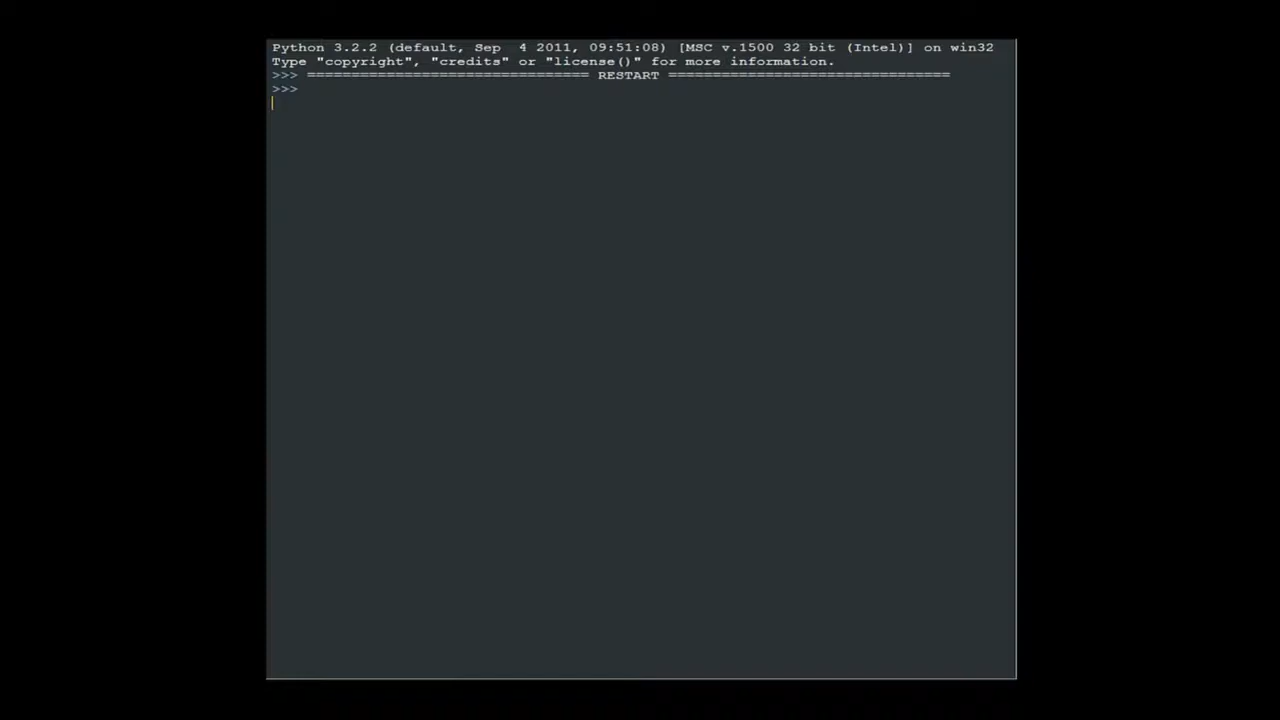 Python 3.2.2 (default, Sep  4 2011, 09:51:08) [MSC v.1500 32 bit (Intel)] on win32
Type "copyright", "credits" or "license()" for more information.
>>> ================================ RESTART ================================
>>>